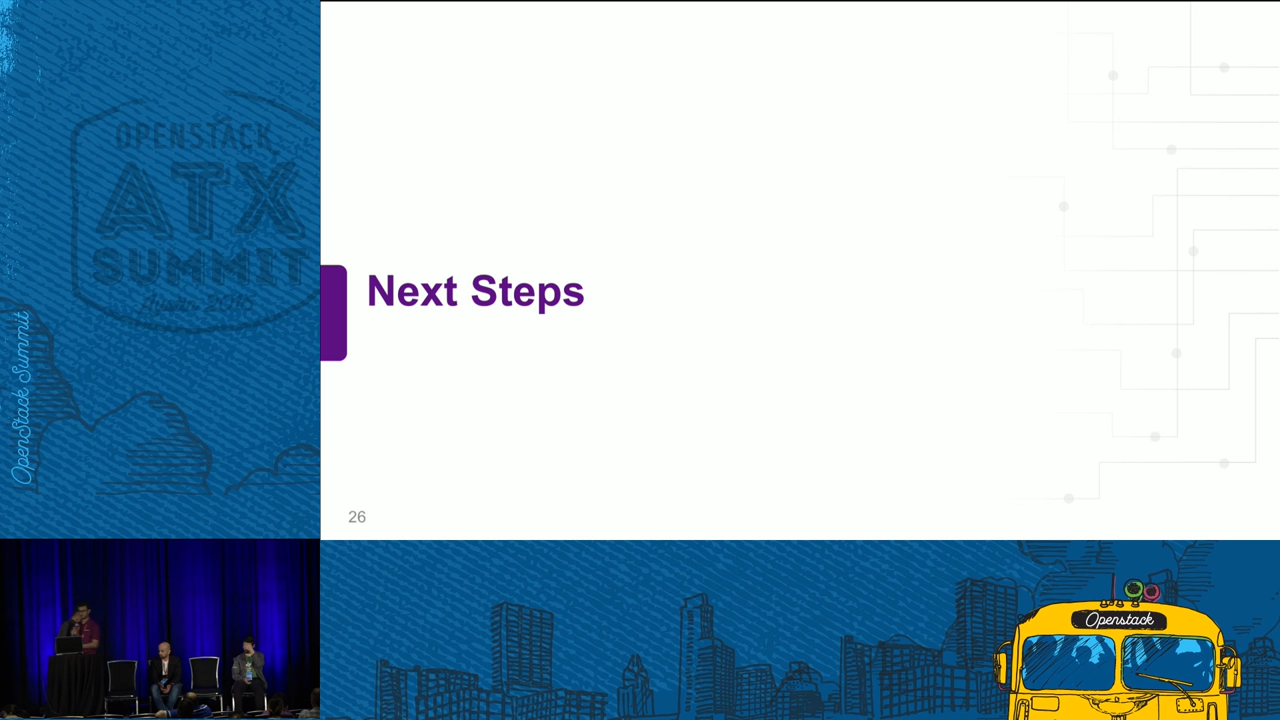 OPENSTACK
ATX
SUMMIT
Austin 2016
OpenStack Summit
Next Steps
26
Openstack